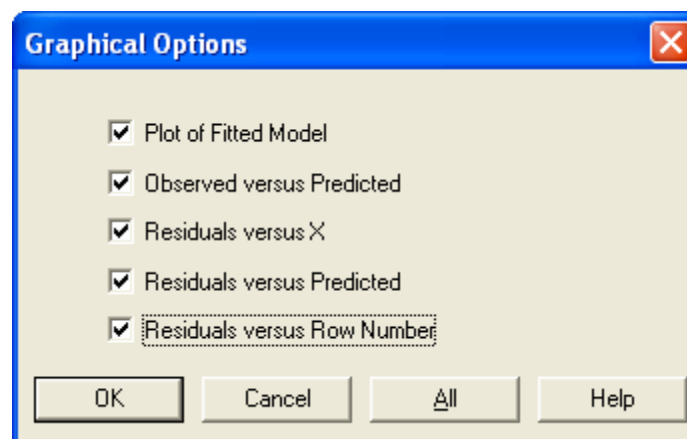 Graphical Options
Plot of Fitted Model
Observed versus Predicted
Residuals versus X
Residuals versus Predicted
Residuals versus Row Number
OK Cancel All Help